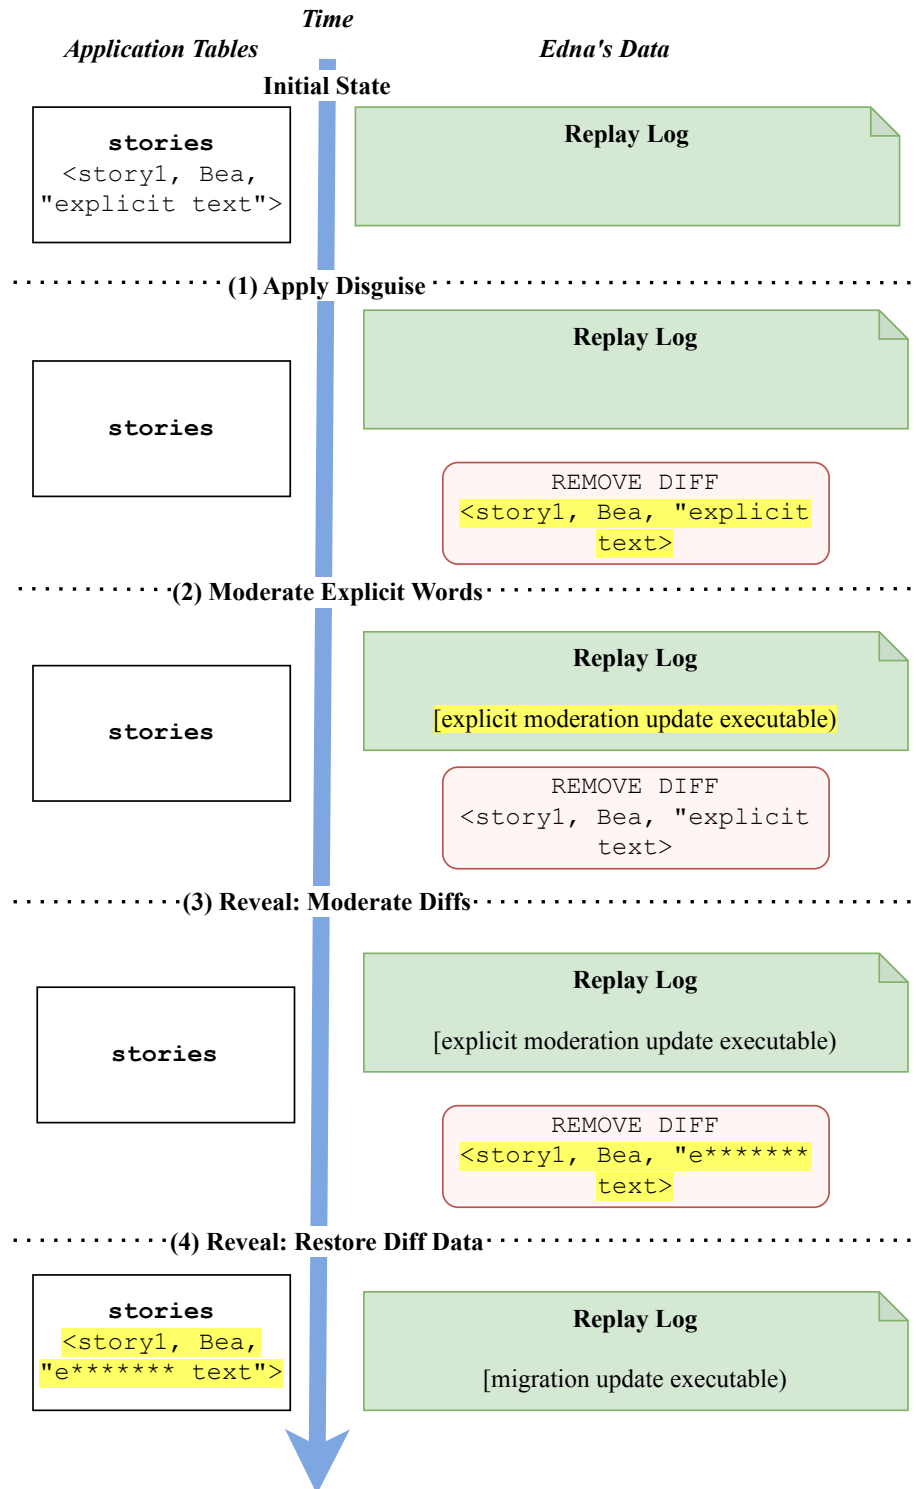 Time
Application Tables
Edna's Data
Initial State
stories
<story1, Bea,
"explicit text">
Replay Log
(1) Apply Disguise
stories
Replay Log
REMOVE DIFF
<story1, Bea, "explicit
text>
(2) Moderate Explicit Words
stories
Replay Log
[explicit moderation update executable)
REMOVE DIFF
<story1, Bea, "explicit
text>
(3) Reveal: Moderate Diffs
stories
Replay Log
[explicit moderation update executable)
REMOVE DIFF
<story1, Bea, "e*******
text>
(4) Reveal: Restore Diff Data
stories
<story1, Bea,
"e******* text">
Replay Log
[migration update executable)